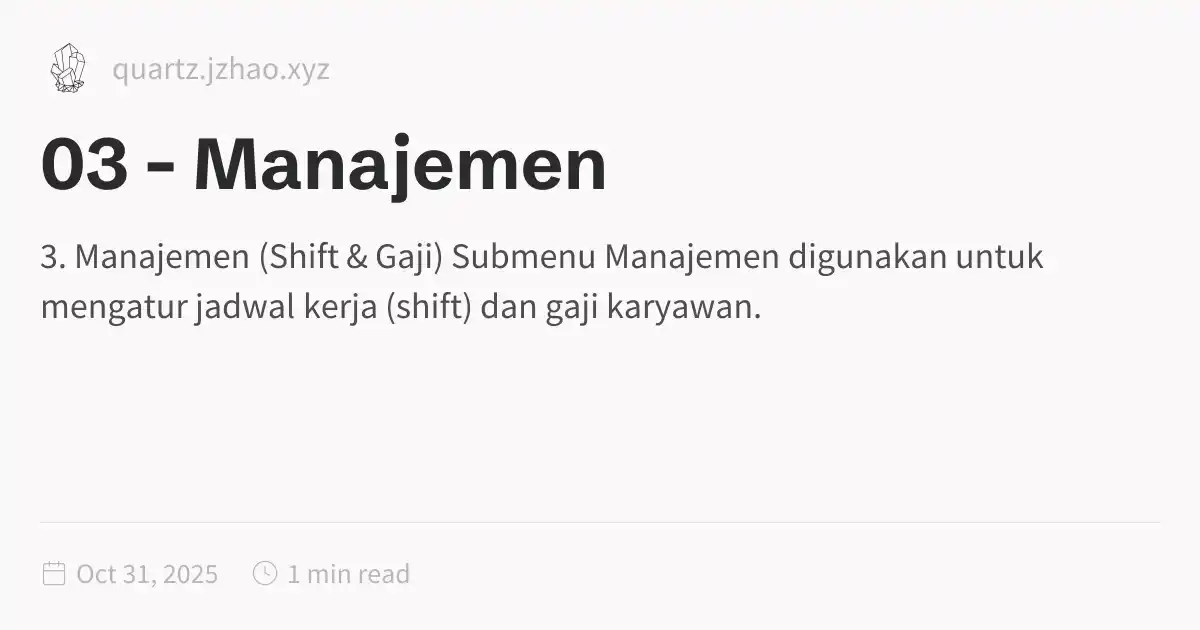 quartz.jzhao.xyz
03 - Manajemen
3. Manajemen (Shift & Gaji) Submenu Manajemen digunakan untuk
mengatur jadwal kerja (shift) dan gaji karyawan.
Oct 31, 2025 1 min read